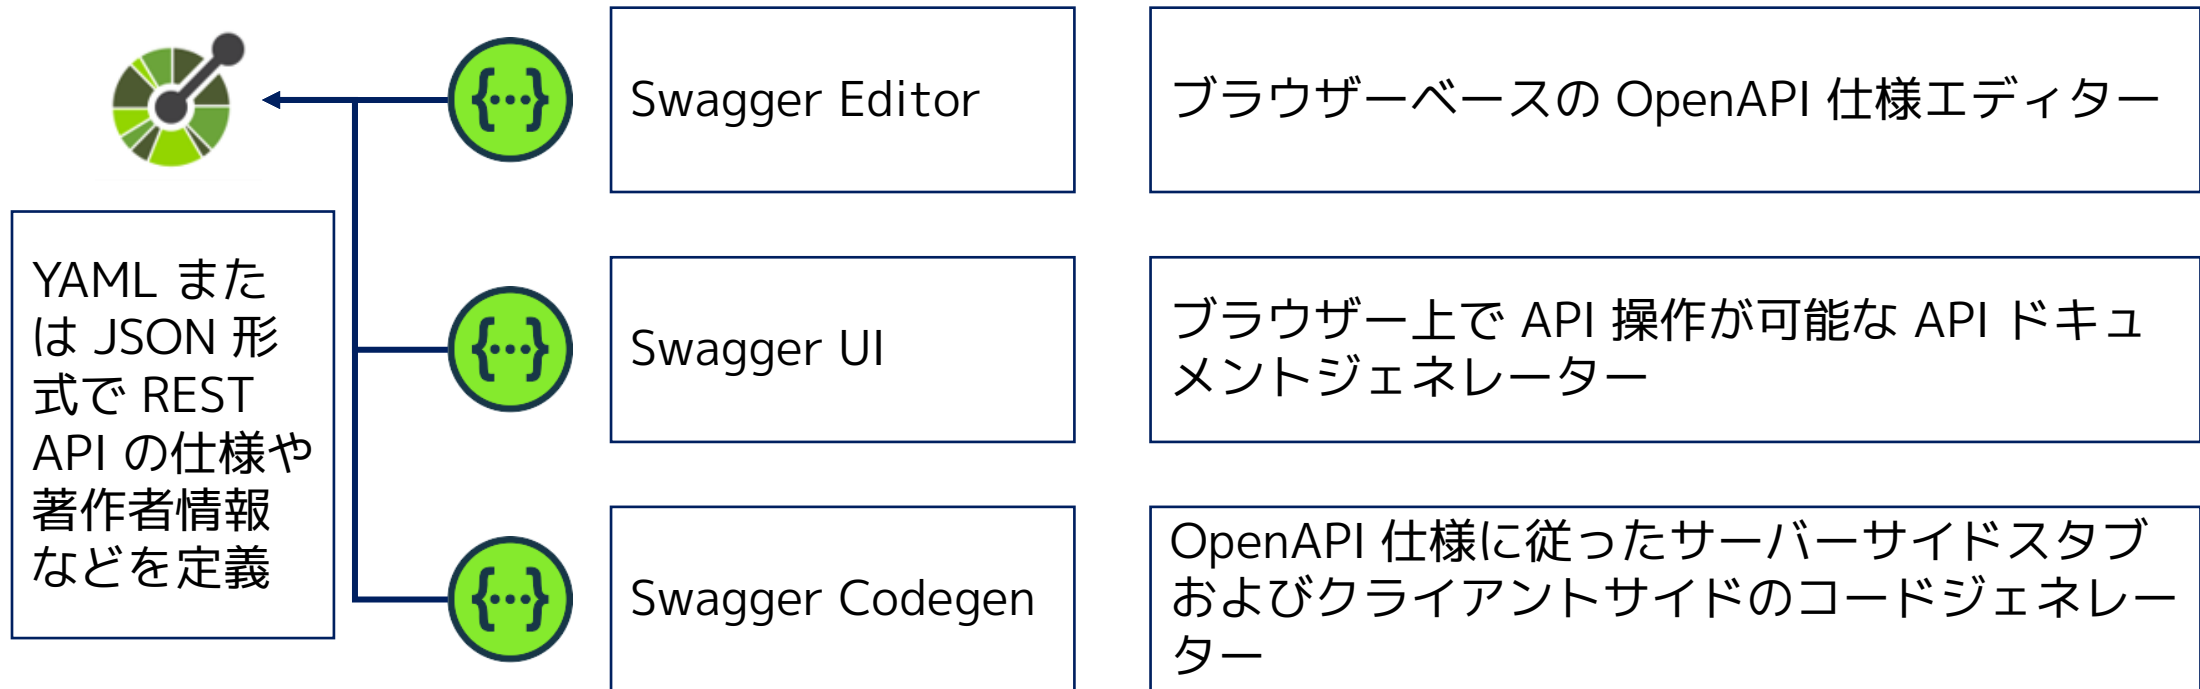 Swagger Editor
ブラウザーベースの OpenAPI 仕様エディター
YAML また
は JSON 形
式で REST
API の仕様や
著作者情報
などを定義
Swagger UI
ブラウザー上で API 操作が可能な API ドキュ
メントジェネレーター
Swagger Codegen
OpenAPI 仕様に従ったサーバーサイドスタブ
およびクライアントサイドのコードジェネレー
ター